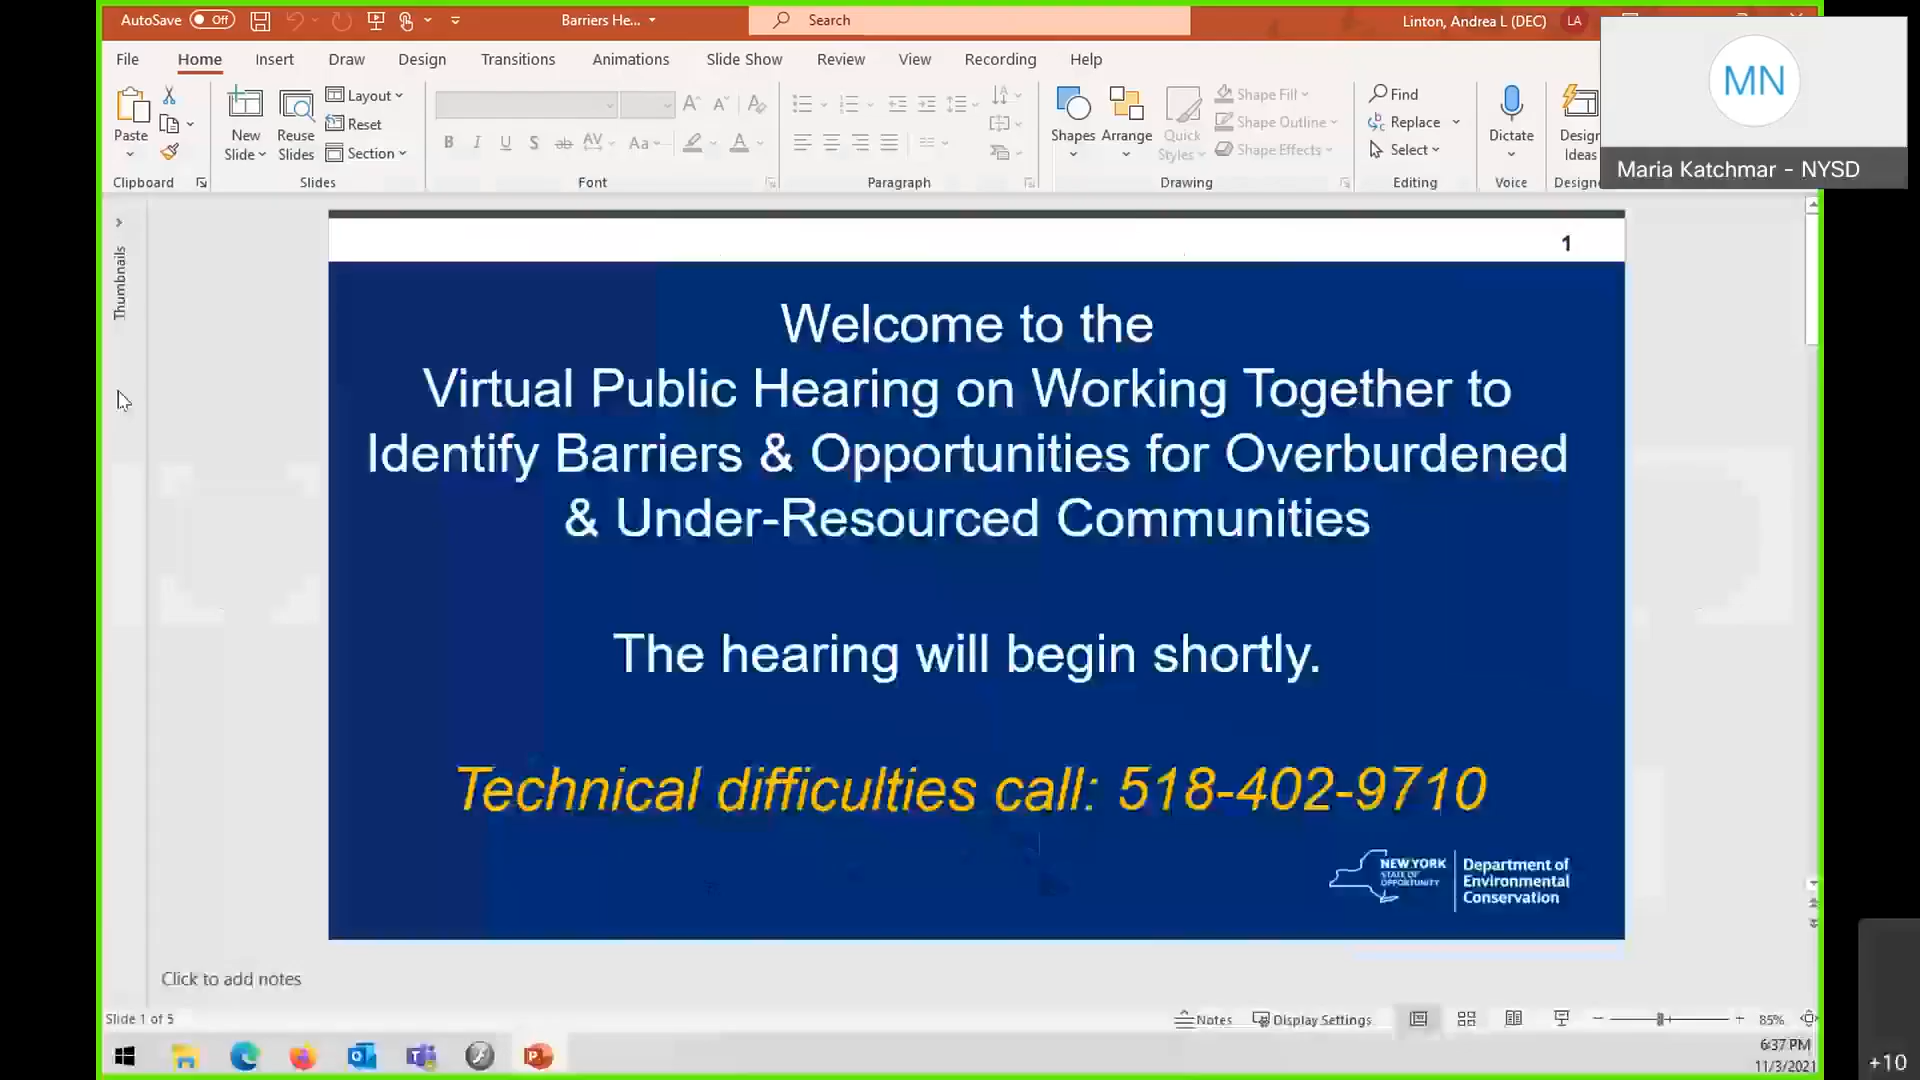 AutoSave Off
Barriers He...
Search
Linton, Andrea L (DEC) LA
File Home Insert Draw Design Transitions Animations Slide Show Review View Recording Help
Paste
Clipboard
New Slide
Reuse Slides
Layout
Reset
Section
Slides
B I U S ab AV Aa A
Font
Paragraph
Shapes
Arrange
Quick Styles
Shape Fill
Shape Outline
Shape Effects
Drawing
Find
Replace
Select
Editing
Dictate
Voice
Design Ideas
Designe
MN
Maria Katchmar - NYSD
Thumbnails
1
Welcome to the
Virtual Public Hearing on Working Together to
Identify Barriers & Opportunities for Overburdened
& Under-Resourced Communities
The hearing will begin shortly.
Technical difficulties call: 518-402-9710
NEW YORK
STATE OF
OPPORTUNITY
Department of
Environmental
Conservation
Click to add notes
Slide 1 of 5
Notes Display Settings 85%
6:37 PM
11/3/2021
+10